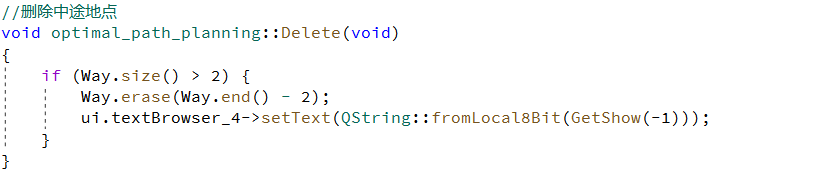 //删除中途地点
void optimal_path_planning::Delete(void)
{
    if (Way.size() > 2) {
        Way.erase(Way.end() - 2);
        ui.textBrowser_4->setText(QString::fromLocal8Bit(GetShow(-1)));
    }
}